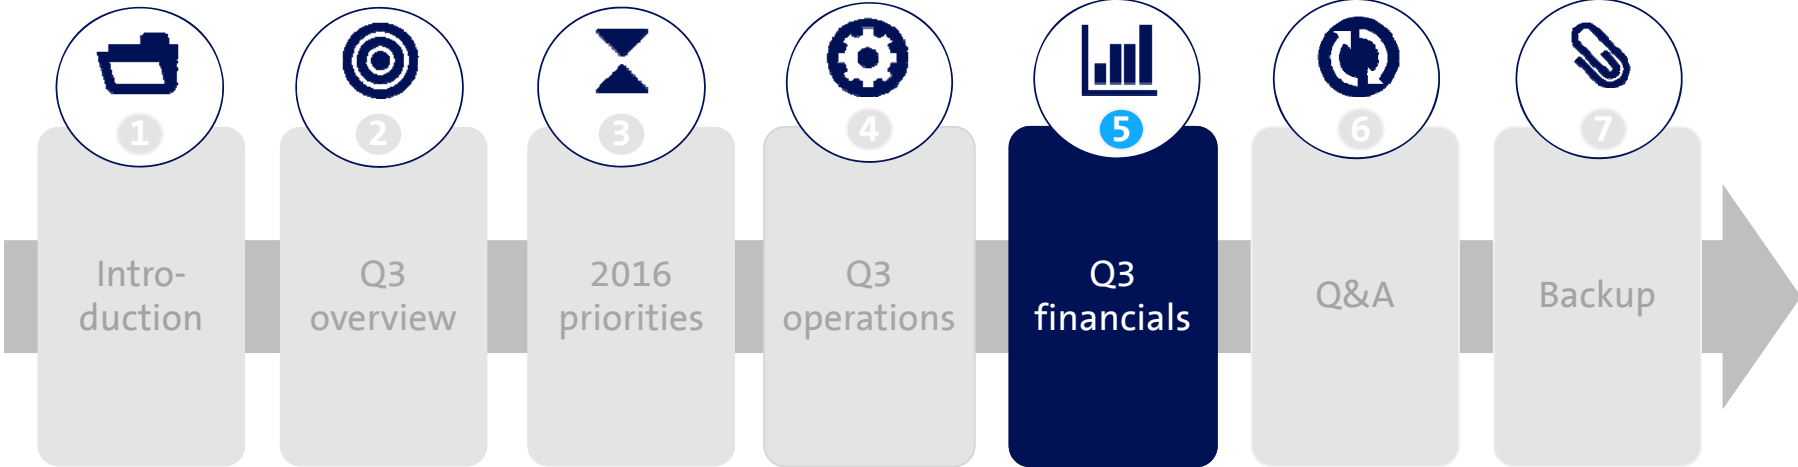 1
2
3
4
5
6
7
Intro-
duction
Q3
overview
2016
priorities
Q3
operations
Q3
financials
Q&A
Backup